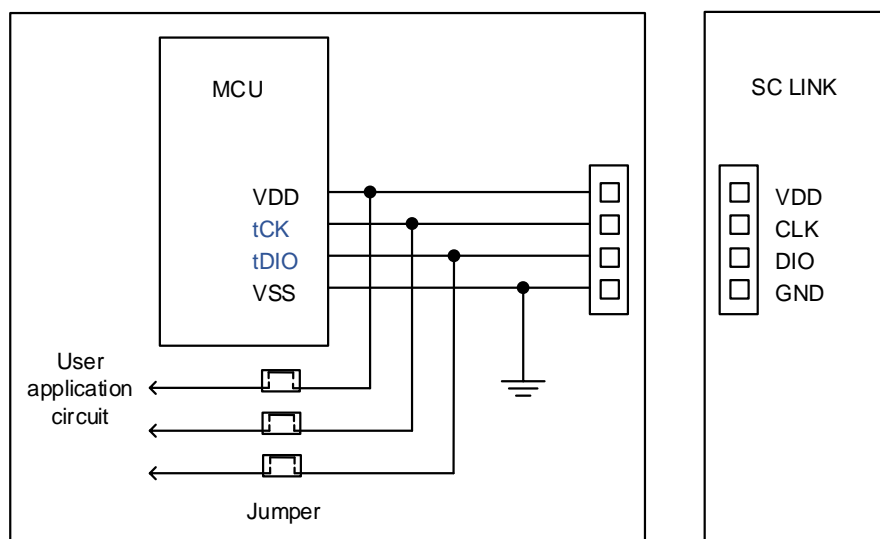 MCU
VDD
tCK
tDIO
VSS
User
application
circuit
Jumper
SC LINK
VDD
CLK
DIO
GND